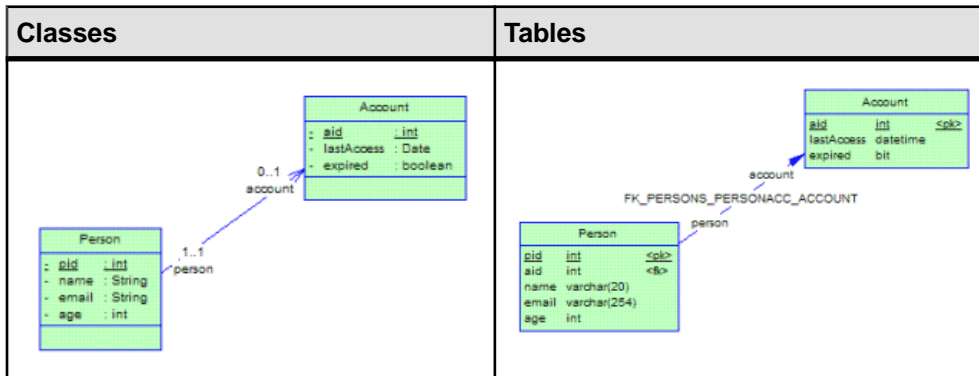 Classes
Tables
Account
- aid : int
- lastAccess : Date
- expired : boolean
0..1
account
Person
- pid : int
- name : String
- email : String
- age : int
1..1
person
Account
aid int <pk>
lastAccess datetime
expired bit
account
FK_PERSONS_PERSONACC_ACCOUNT
person
Person
pid int <pk>
aid int <fk>
name varchar(20)
email varchar(254)
age int